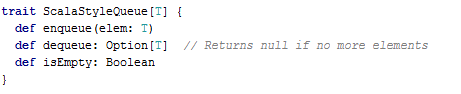 trait ScalaStyleQueue[T] {
  def enqueue(elem: T)
  def dequeue: Option[T]  // Returns null if no more elements
  def isEmpty: Boolean
}